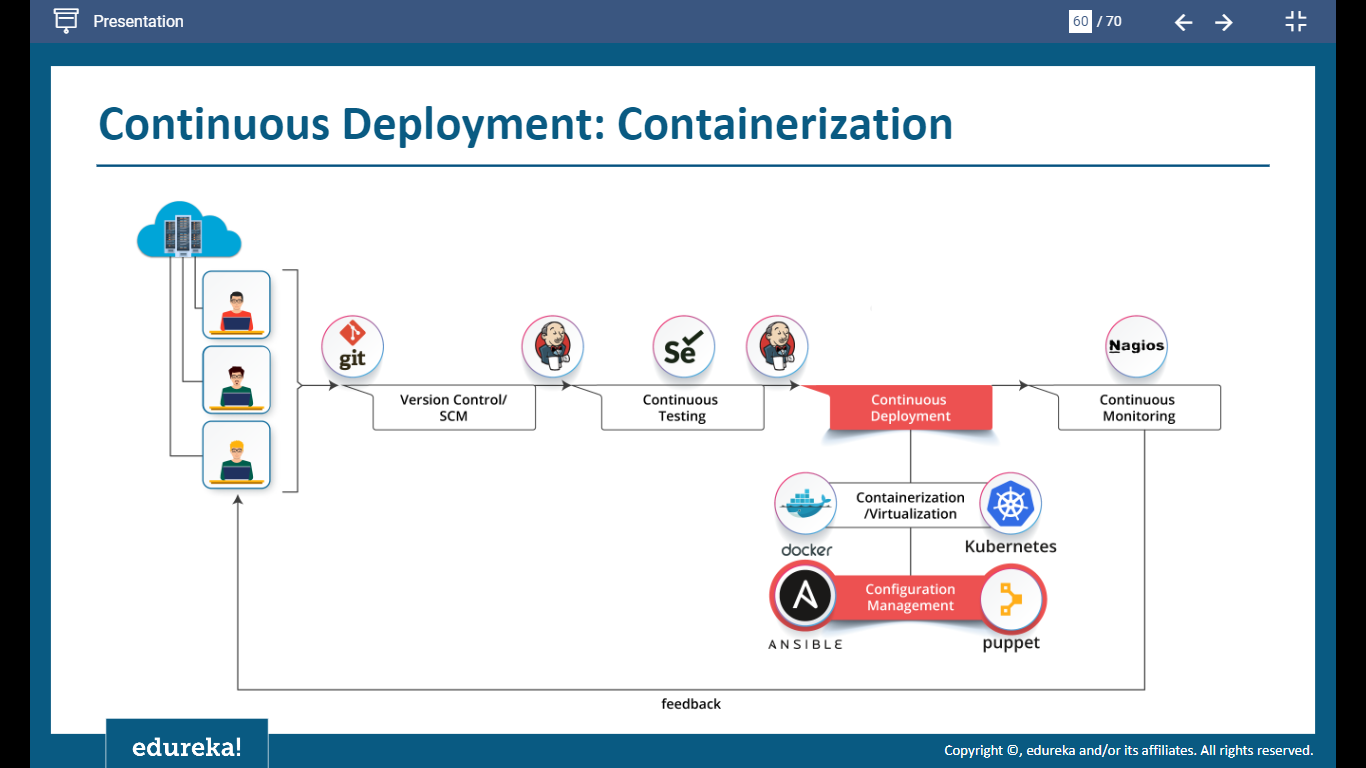 Presentation
60 / 70
Continuous Deployment: Containerization
git
Se
Nagios
Version Control/
SCM
Continuous
Testing
Continuous
Deployment
Continuous
Monitoring
Containerization
/Virtualization
docker
Kubernetes
Configuration
Management
ANSIBLE
puppet
feedback
edureka!
Copyright ©, edureka and/or its affiliates. All rights reserved.